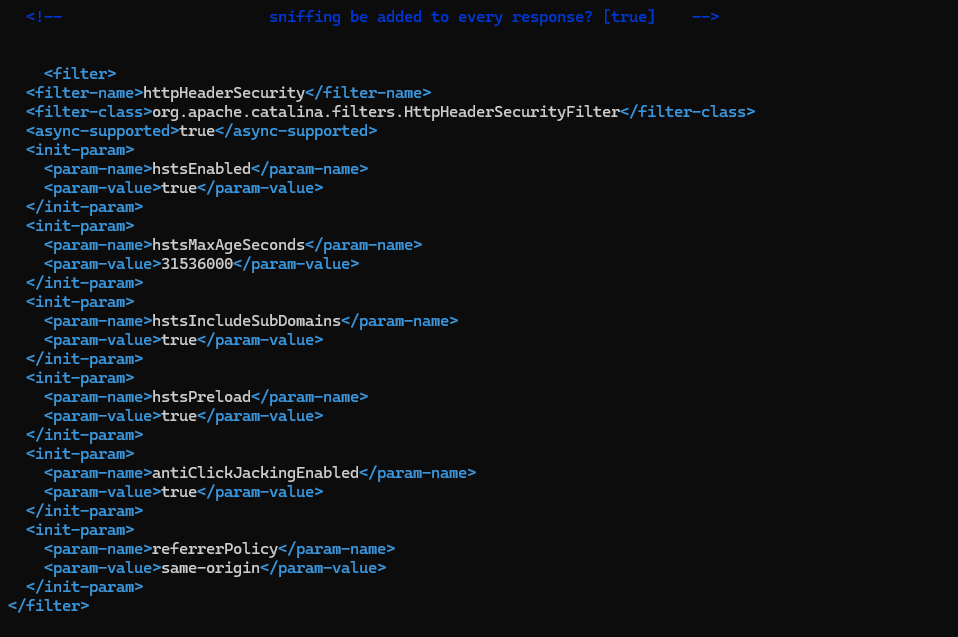 <!--                       sniffing be added to every response? [true]    -->
    <filter>
  <filter-name>httpHeaderSecurity</filter-name>
  <filter-class>org.apache.catalina.filters.HttpHeaderSecurityFilter</filter-class>
  <async-supported>true</async-supported>
  <init-param>
    <param-name>hstsEnabled</param-name>
    <param-value>true</param-value>
  </init-param>
  <init-param>
    <param-name>hstsMaxAgeSeconds</param-name>
    <param-value>31536000</param-value>
  </init-param>
  <init-param>
    <param-name>hstsIncludeSubDomains</param-name>
    <param-value>true</param-value>
  </init-param>
  <init-param>
    <param-name>hstsPreload</param-name>
    <param-value>true</param-value>
  </init-param>
  <init-param>
    <param-name>antiClickJackingEnabled</param-name>
    <param-value>true</param-value>
  </init-param>
  <init-param>
    <param-name>referrerPolicy</param-name>
    <param-value>same-origin</param-value>
  </init-param>
</filter>